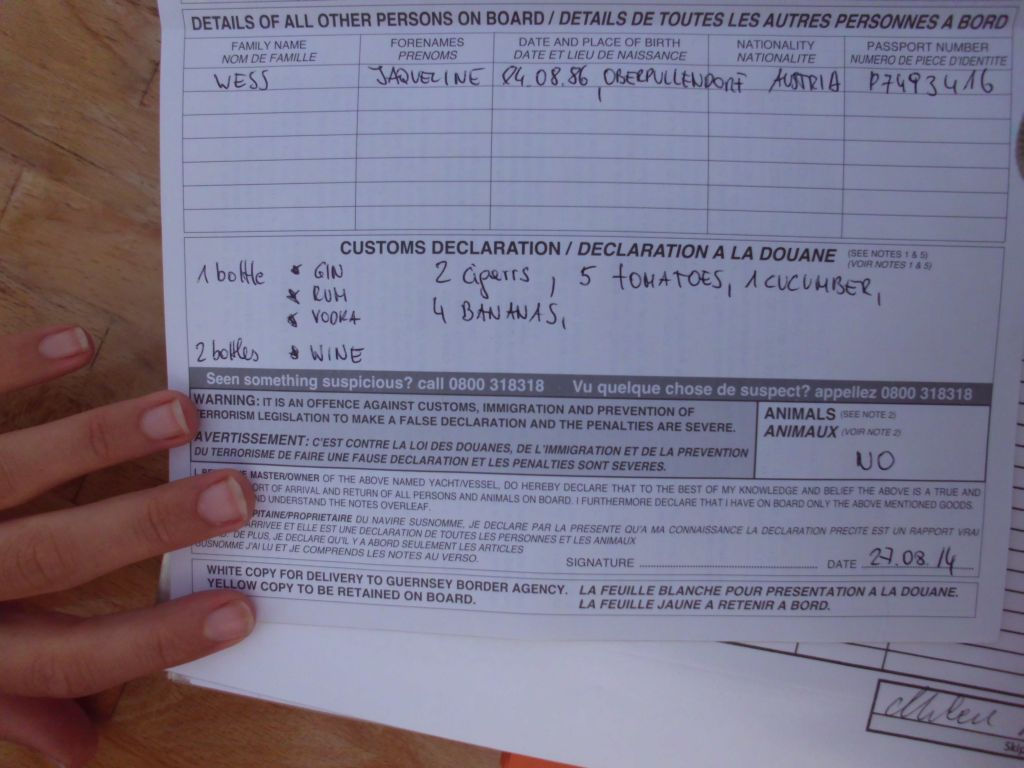 DETAILS OF ALL OTHER PERSONS ON BOARD / DETAILS DE TOUTES LES AUTRES PERSONNES A BORD
FAMILY NAME FORENAMES DATE AND PLACE OF BIRTH NATIONALITY PASSPORT NUMBER
NOM DE FAMILLE PRENOMS DATE ET LIEU DE NAISSANCE NATIONALITE NUMERO DE PIECE D'IDENTITE
WESS JAQUELINE 04.08.86, OBERPULLENDORF AUSTRIA P7493416
CUSTOMS DECLARATION / DECLARATION A LA DOUANE (SEE NOTES 1 & 5)
(VOIR NOTES 1 & 5)
1 bottle * GIN 2 cigarrs, 5 TOMATOES, 1 CUCUMBER,
* RUM
* VODKA 4 BANANAS,
2 bottles * WINE
Seen something suspicious? call 0800 318318 Vu quelque chose de suspect? appellez 0800 318318
WARNING: IT IS AN OFFENCE AGAINST CUSTOMS, IMMIGRATION AND PREVENTION OF
TERRORISM LEGISLATION TO MAKE A FALSE DECLARATION AND THE PENALTIES ARE SEVERE.
AVERTISSEMENT: C'EST CONTRE LA LOI DES DOUANES, DE L'IMMIGRATION ET DE LA PREVENTION
DU TERRORISME DE FAIRE UNE FAUSE DECLARATION ET LES PENALTIES SONT SEVERES.
ANIMALS (SEE NOTE 2)
ANIMAUX (VOIR NOTE 2)
NO
MASTER/OWNER OF THE ABOVE NAMED YACHT/VESSEL, DO HEREBY DECLARE THAT TO THE BEST OF MY KNOWLEDGE AND BELIEF THE ABOVE IS A TRUE AND
ORT OF ARRIVAL AND RETURN OF ALL PERSONS AND ANIMALS ON BOARD. I FURTHERMORE DECLARE THAT I HAVE ON BOARD ONLY THE ABOVE MENTIONED GOODS.
ND UNDERSTAND THE NOTES OVERLEAF.
PITAINE/PROPRIETAIRE DU NAVIRE SUSNOMME, JE DECLARE PAR LA PRESENTE QU'A MA CONNAISSANCE LA DECLARATION PRECITE EST UN RAPPORT VRAI
ARRIVEE ET ELLE EST UNE DECLARATION DE TOUTES LES PERSONNES ET LES ANIMAUX
DE PLUS, JE DECLARE QU'IL Y A ABORD SEULEMENT LES ARTICLES
SUSNOMME J'AI LU ET JE COMPRENDS LES NOTES AU VERSO.
SIGNATURE DATE 27.08.14
WHITE COPY FOR DELIVERY TO GUERNSEY BORDER AGENCY. LA FEUILLE BLANCHE POUR PRESENTATION A LA DOUANE.
YELLOW COPY TO BE RETAINED ON BOARD. LA FEUILLE JAUNE A RETENIR A BORD.